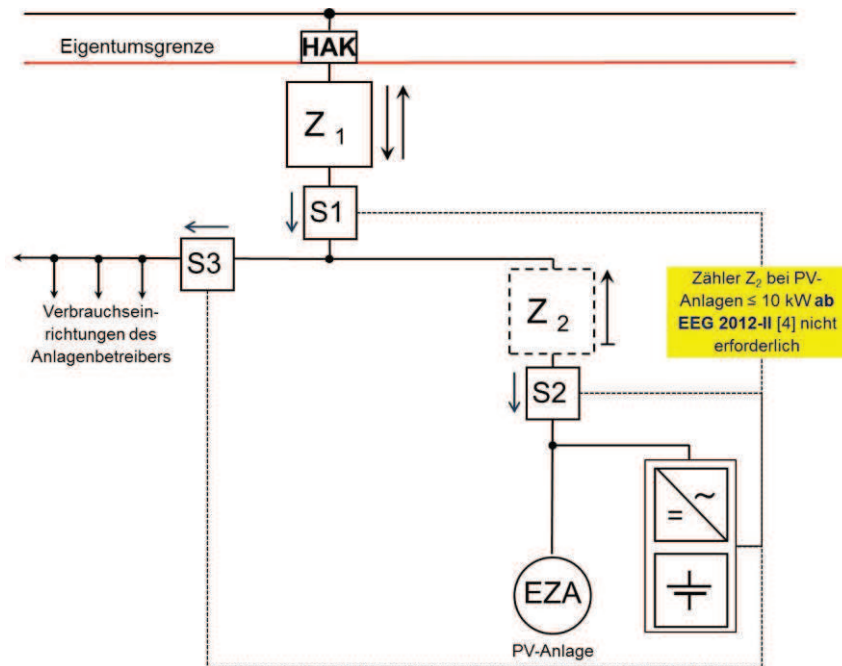 Eigentumsgrenze
HAK
Z 1
S1
S3
Verbrauchsein-
richtungen des
Anlagenbetreibers
Z 2
Zähler Z2 bei PV-
Anlagen ≤ 10 kW ab
EEG 2012-II [4] nicht
erforderlich
S2
= ~
EZA
PV-Anlage